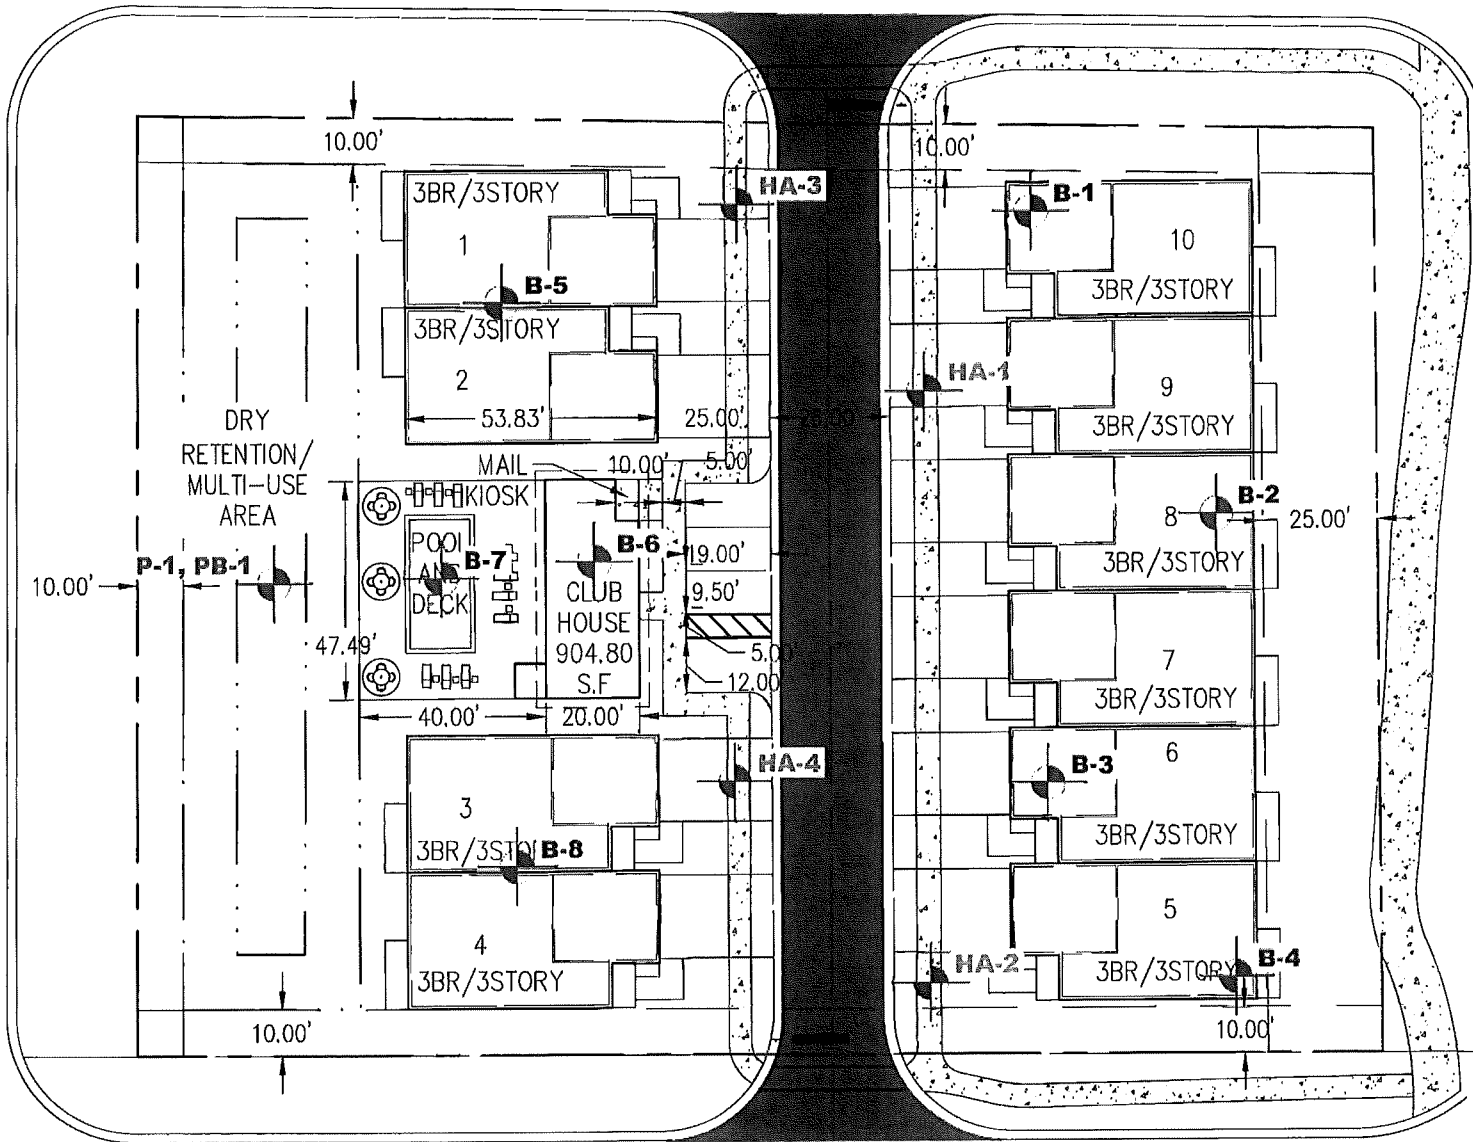 10.00'
10.00'
HA-3
3BR/3STORY
1
B-1
10
3BR/3STORY
B-5
3BR/3STORY
2
HA-1
9
3BR/3STORY
53.83'
25.00'
25.00
DRY
RETENTION/
MULTI-USE
AREA
MAIL
KIOSK
10.00'
5.00'
B-2
8
25.00'
3BR/3STORY
P-1, PB-1
10.00'
47.49'
POOL
AND
DECK
B-7
B-6
CLUB
HOUSE
904.80
S.F
19.00'
9.50'
5.00'
12.00'
7
3BR/3STORY
40.00'
20.00'
HA-4
B-3
6
3BR/3STORY
3
3BR/3STORY
B-8
4
3BR/3STORY
5
3BR/3STORY
HA-2
B-4
10.00'
10.00'